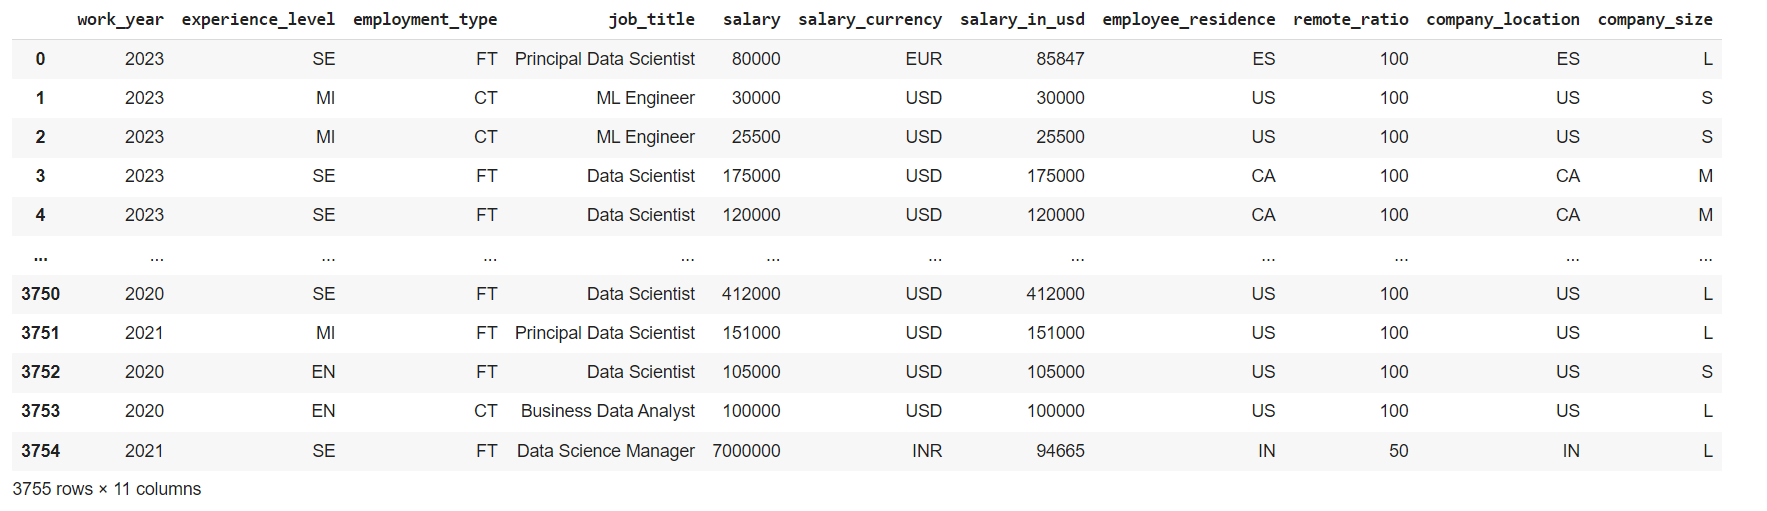 work_year experience_level employment_type job_title salary salary_currency salary_in_usd employee_residence remote_ratio company_location company_size
0 2023 SE FT Principal Data Scientist 80000 EUR 85847 ES 100 ES L
1 2023 MI CT ML Engineer 30000 USD 30000 US 100 US S
2 2023 MI CT ML Engineer 25500 USD 25500 US 100 US S
3 2023 SE FT Data Scientist 175000 USD 175000 CA 100 CA M
4 2023 SE FT Data Scientist 120000 USD 120000 CA 100 CA M
... ... ... ... ... ... ... ... ... ... ... ...
3750 2020 SE FT Data Scientist 412000 USD 412000 US 100 US L
3751 2021 MI FT Principal Data Scientist 151000 USD 151000 US 100 US L
3752 2020 EN FT Data Scientist 105000 USD 105000 US 100 US S
3753 2020 EN CT Business Data Analyst 100000 USD 100000 US 100 US L
3754 2021 SE FT Data Science Manager 7000000 INR 94665 IN 50 IN L
3755 rows × 11 columns